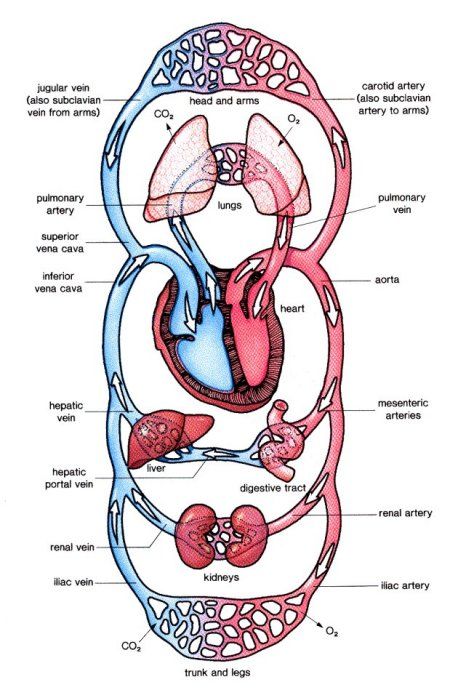 jugular vein
(also subclavian
vein from arms)
head and arms
carotid artery
(also subclavian
artery to arms)
CO₂
O₂
pulmonary
artery
lungs
pulmonary
vein
superior
vena cava
inferior
vena cava
aorta
heart
hepatic
vein
mesenteric
arteries
liver
hepatic
portal vein
digestive tract
renal artery
renal vein
kidneys
iliac vein
iliac artery
CO₂
O₂
trunk and legs